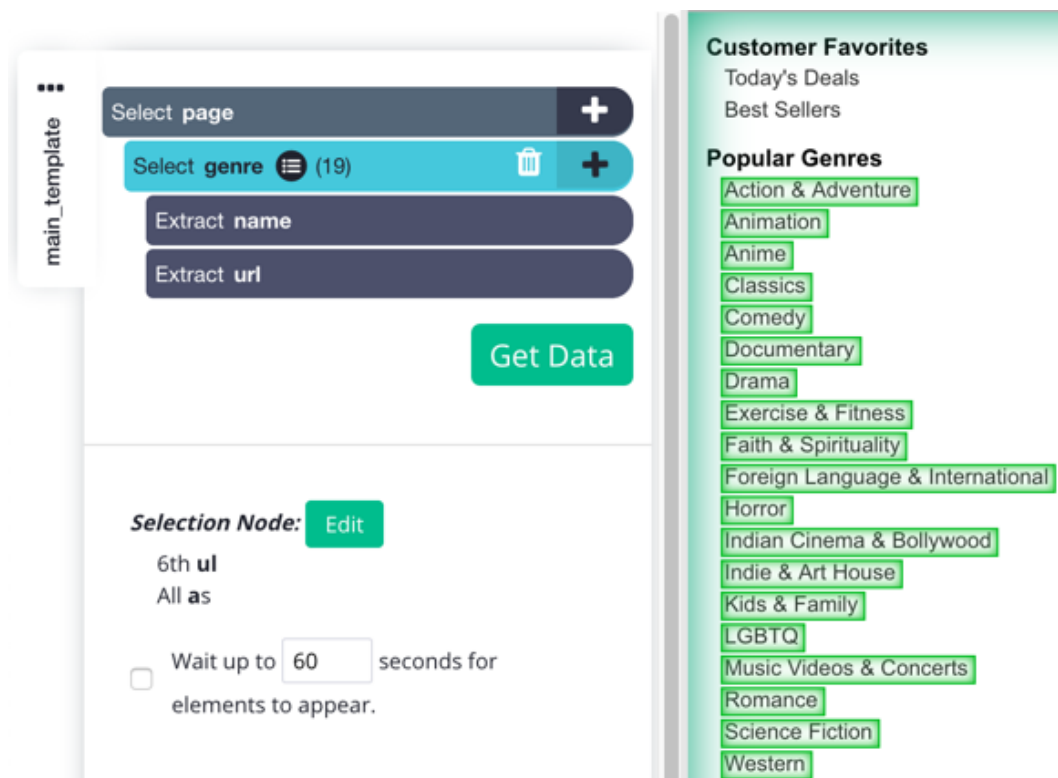 main_template
Select page
Select genre (19)
Extract name
Extract url
Get Data
Selection Node: Edit
6th ul
All as
Wait up to 60 seconds for
elements to appear.
Customer Favorites
Today's Deals
Best Sellers
Popular Genres
Action & Adventure
Animation
Anime
Classics
Comedy
Documentary
Drama
Exercise & Fitness
Faith & Spirituality
Foreign Language & International
Horror
Indian Cinema & Bollywood
Indie & Art House
Kids & Family
LGBTQ
Music Videos & Concerts
Romance
Science Fiction
Western